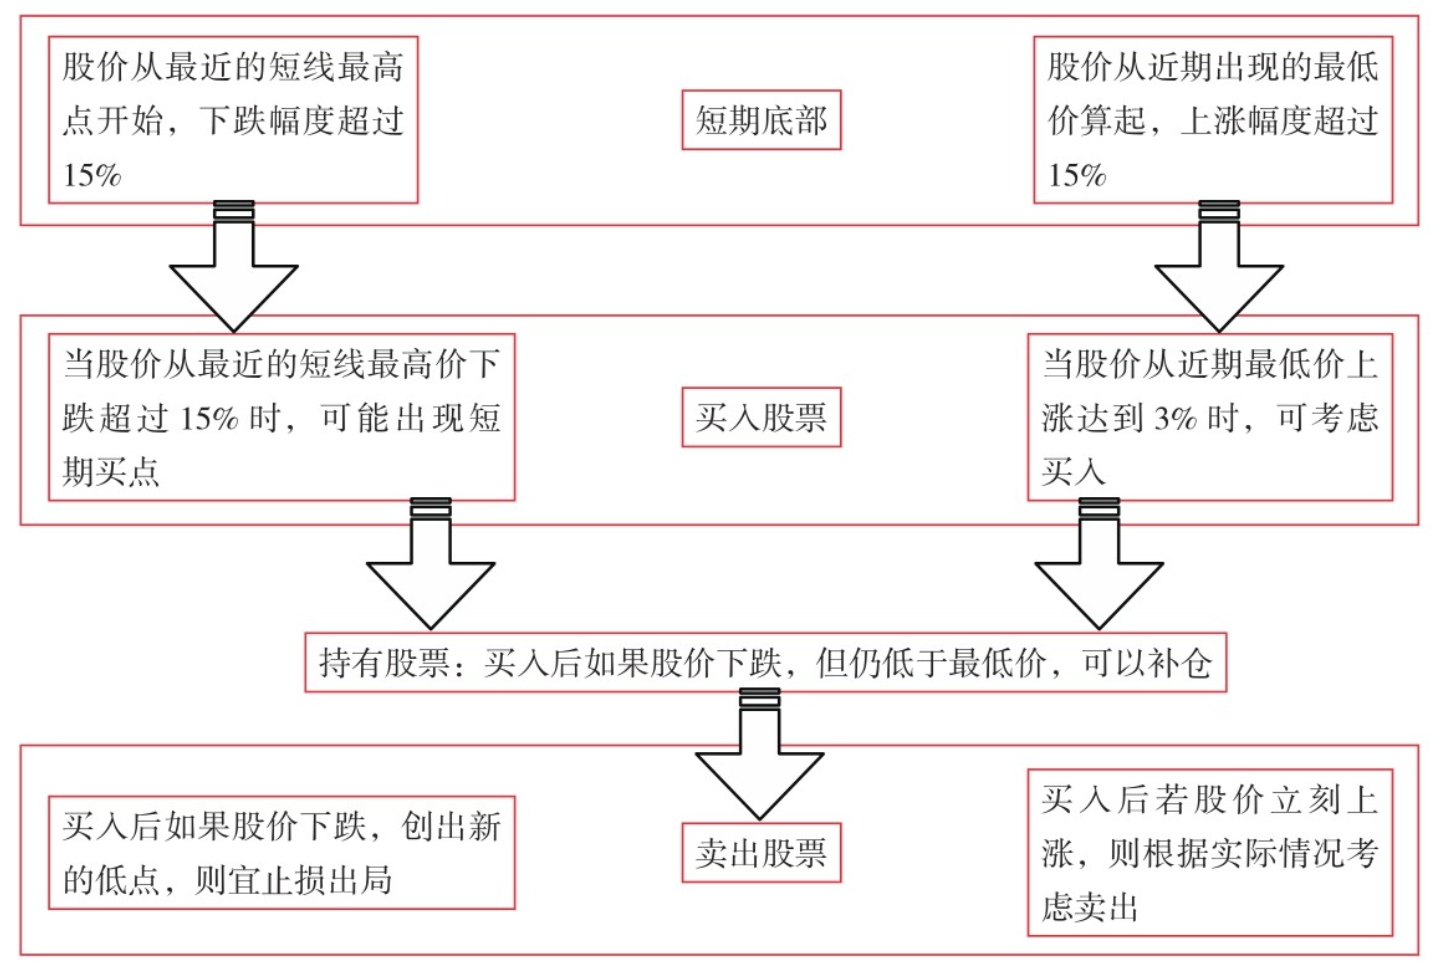 股价从最近的短线最高
点开始，下跌幅度超过
15%
短期底部
股价从近期出现的最低
价算起，上涨幅度超过
15%
当股价从最近的短线最高价下
跌超过 15% 时，可能出现短
期买点
买入股票
当股价从近期最低价上
涨达到 3% 时，可考虑
买入
持有股票：买入后如果股价下跌，但仍低于最低价，可以补仓
买入后如果股价下跌，创出新
的低点，则宜止损出局
卖出股票
买入后若股价立刻上
涨，则根据实际情况考
虑卖出